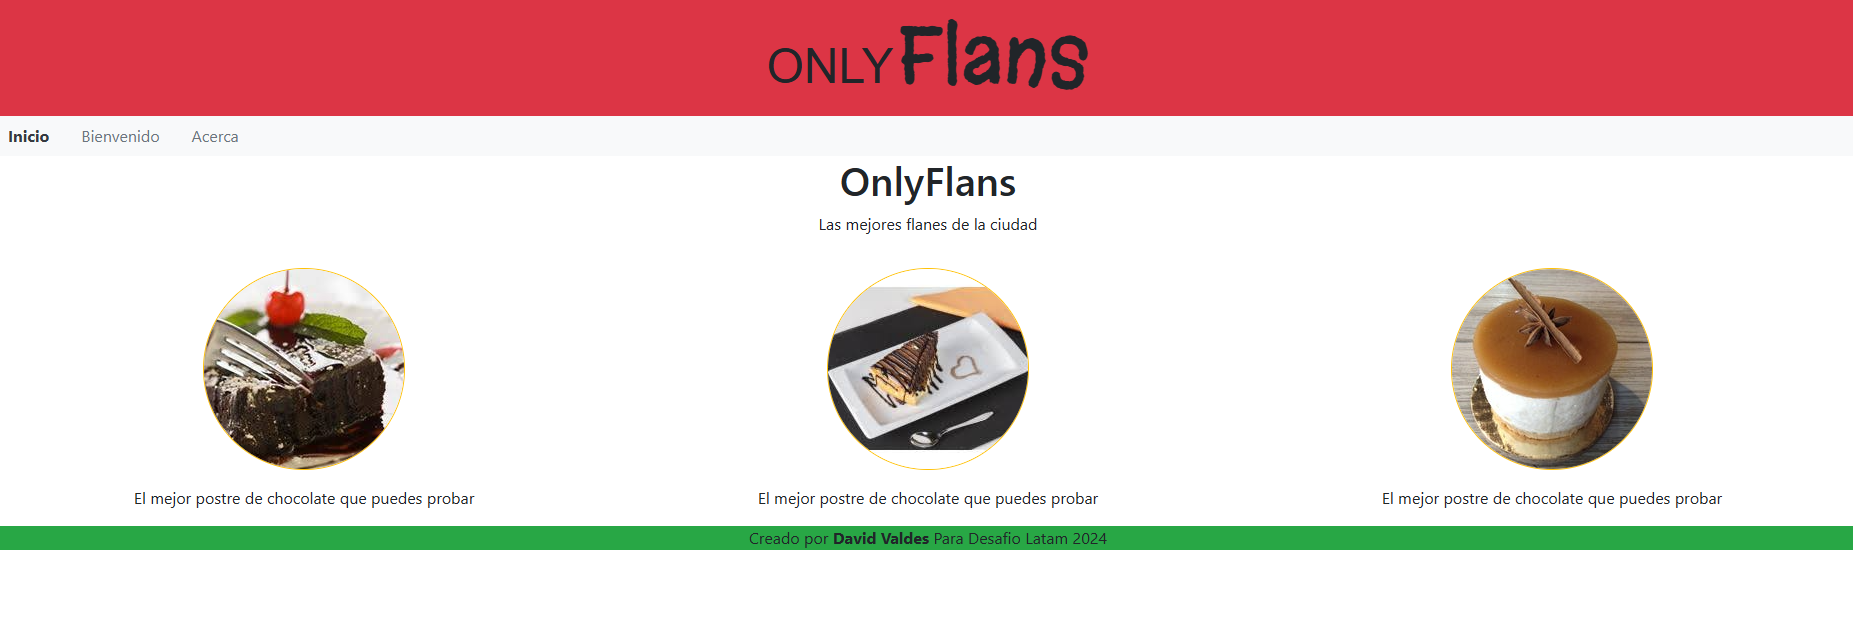 ONLY Flans
Inicio Bienvenido Acerca
OnlyFlans
Las mejores flanes de la ciudad
El mejor postre de chocolate que puedes probar
El mejor postre de chocolate que puedes probar
El mejor postre de chocolate que puedes probar
Creado por David Valdes Para Desafio Latam 2024